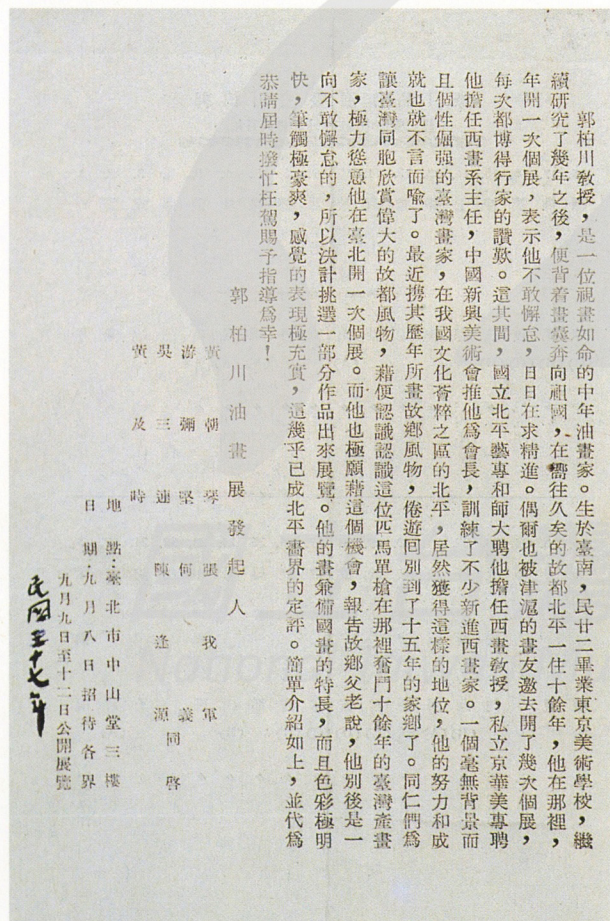 郭柏川敎授，是一位視畫如命的中年油畫家。生於臺南，民廿二畢業東京美術學校，繼
續研究了幾年之後，便背着畫囊奔向祖國，在嚮往久矣的故都北平一住十餘年，他在那裡，
年開一次個展，表示他不敢懈怠，日日在求精進。偶爾也被津滬的畫友邀去開了幾次個展，
每次都博得行家的讚歎。這其間，國立北平藝專和師大聘他擔任西畫敎授，私立京華美專聘
他擔任西畫系主任，中國新興美術會推他爲會長，訓練了不少新進西畫家。一個毫無背景而
且個性倔强的臺灣畫家，在我國文化薈粹之區的北平，居然獲得這樣的地位，他的努力和成
就也就不言而喻了。最近携其歷年所畫故鄉風物，倦遊回別到了十五年的家鄉了。同仁們爲
讓臺灣同胞欣賞偉大的故都風物，藉便認識認識這位匹馬單槍在那裡奮鬥十餘年的臺灣產畫
家，極力慫恿他在臺北開一次個展。而他也極願藉這個機會，報告故鄉父老說，他別後是一
向不敢懈怠的，所以決計挑選一部分作品出來展覽。他的畫兼備國畫的特長，而且色彩極明
快，筆觸極豪爽，感覺的表現極充實，這幾乎已成北平畫界的定評。簡單介紹如上，並代爲
恭請屆時撥忙枉駕賜予指導爲幸！
郭柏川油畫展發起人
黃朝琴 張我軍
游彌堅 何義
吳三連 陳逢源 同啓
黃及時
地點：臺北市中山堂三樓
日期：九月八日招待各界
九月九日至十二日公開展覽
民國三十七年